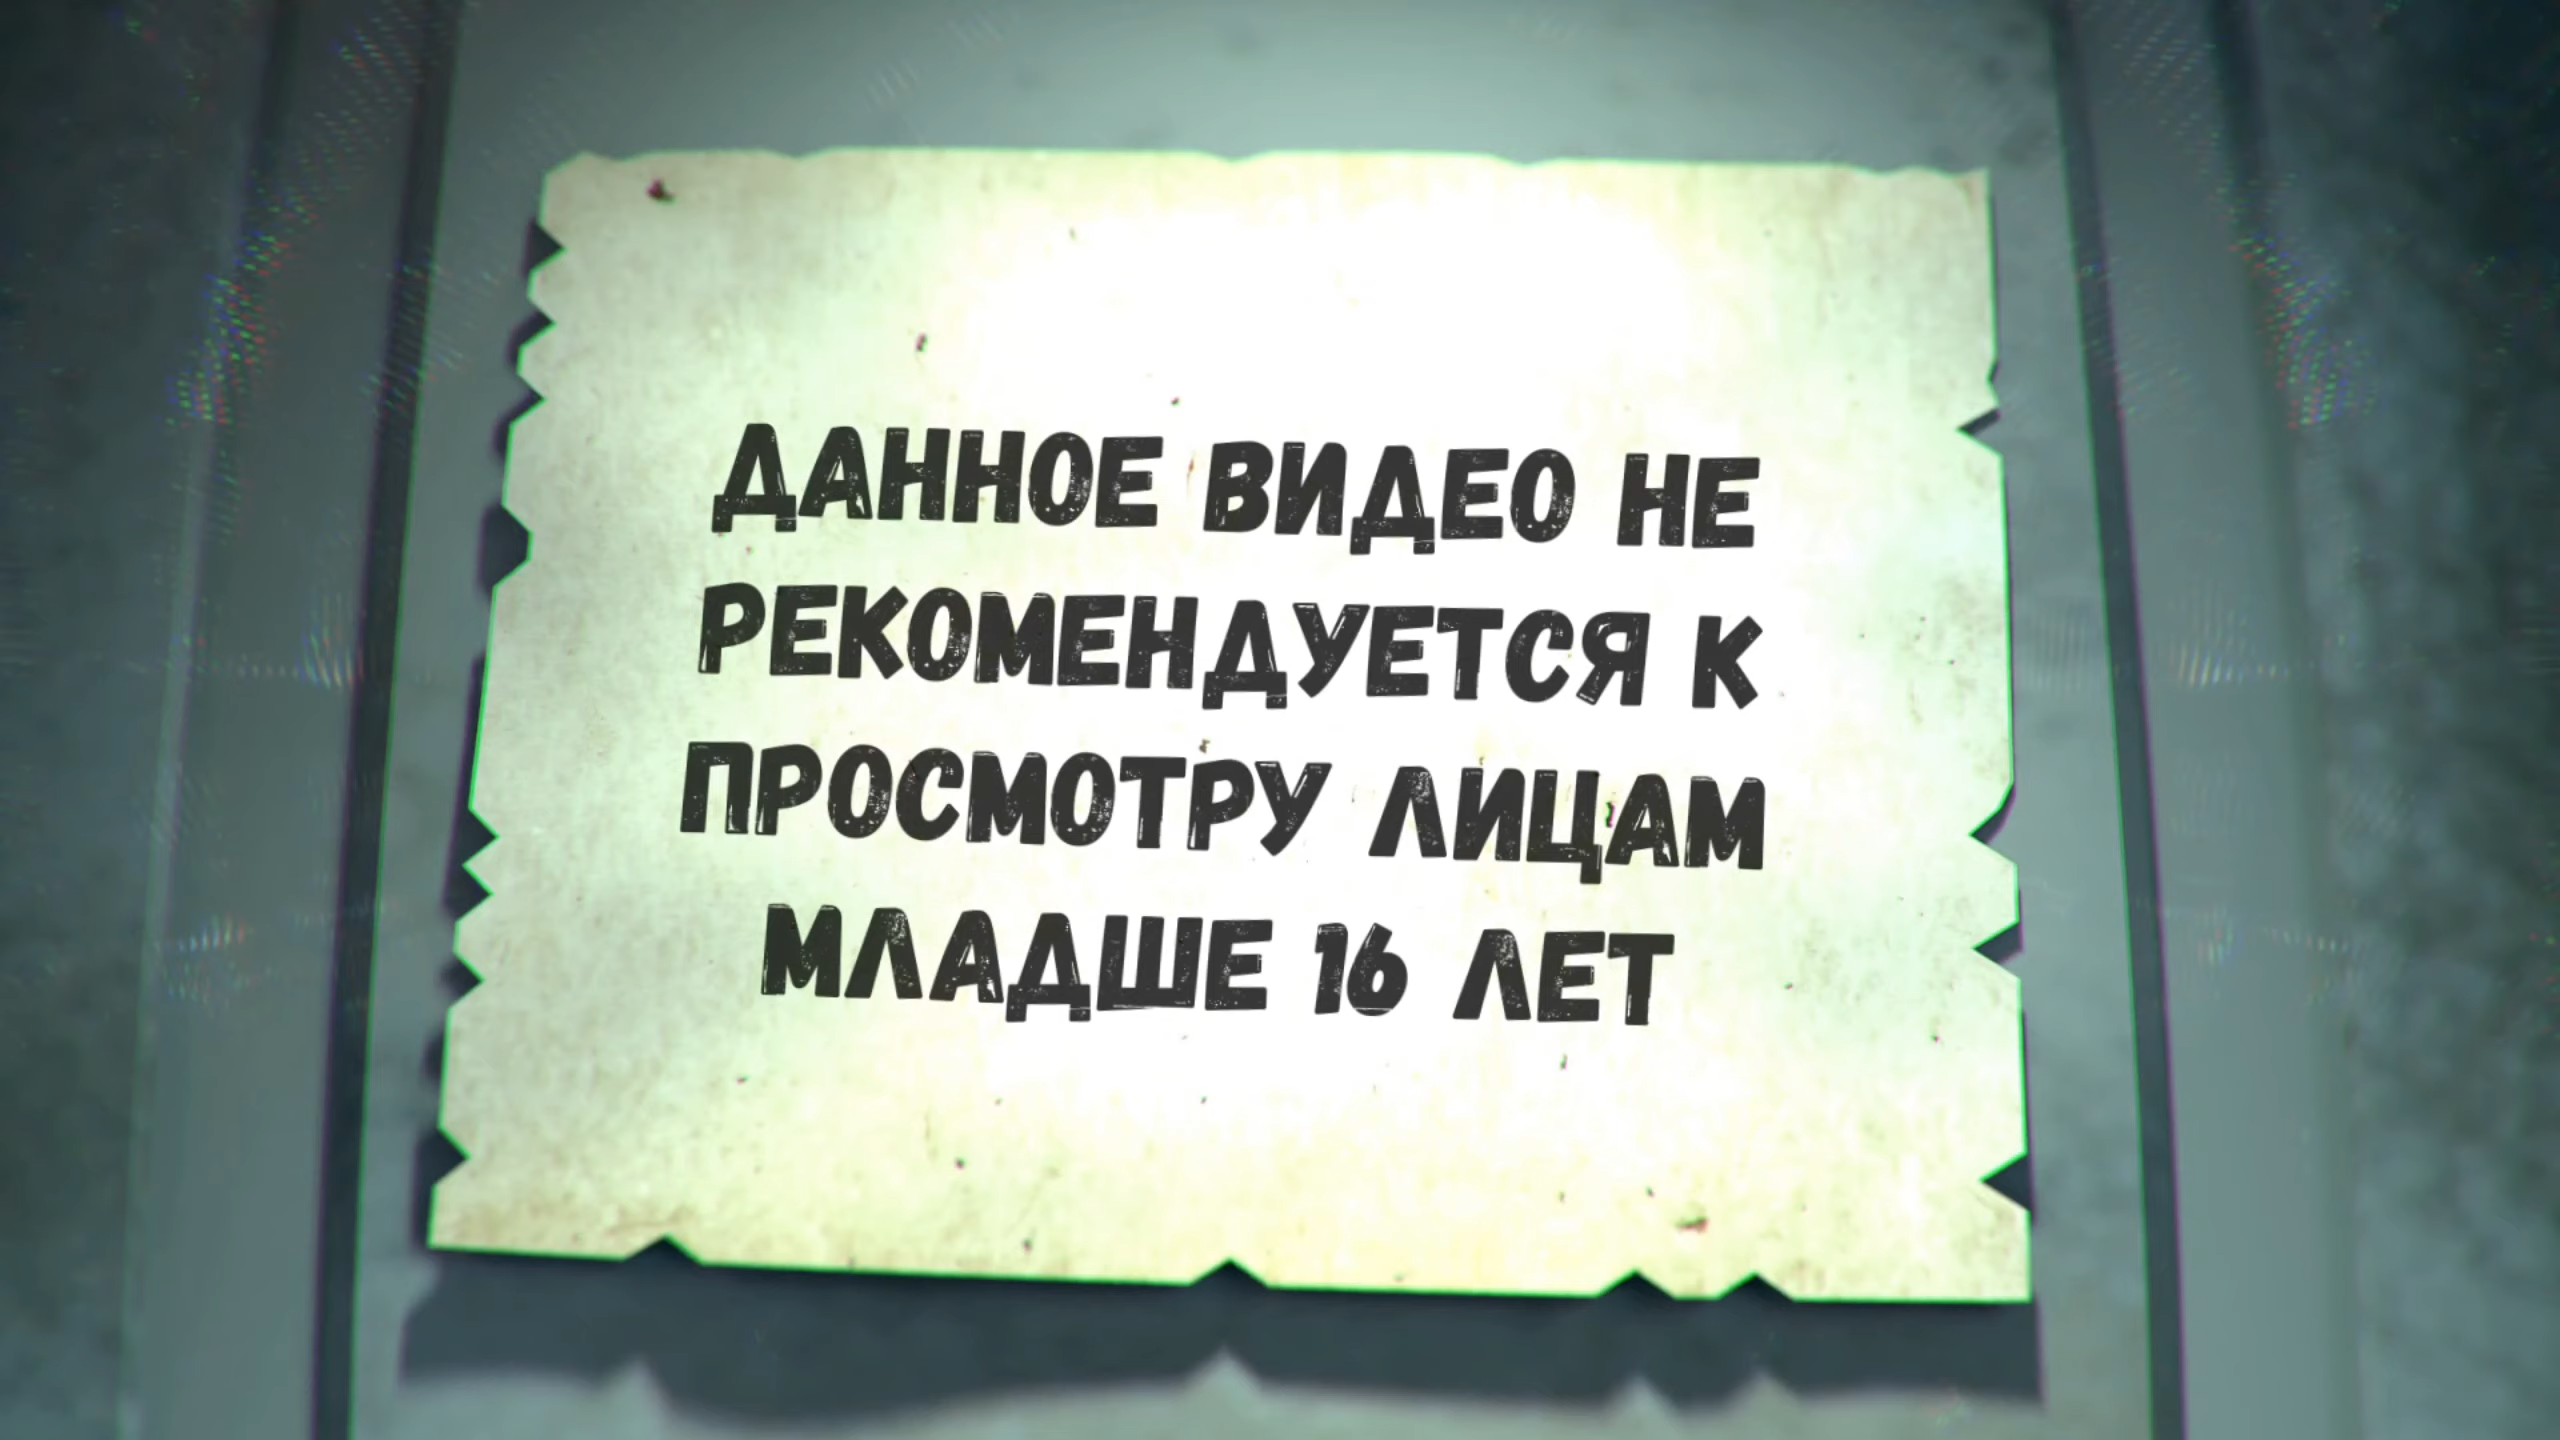 ДАННОЕ ВИДЕО НЕ
РЕКОМЕНДУЕТСЯ К
ПРОСМОТРУ ЛИЦАМ
МЛАДШЕ 16 ЛЕТ